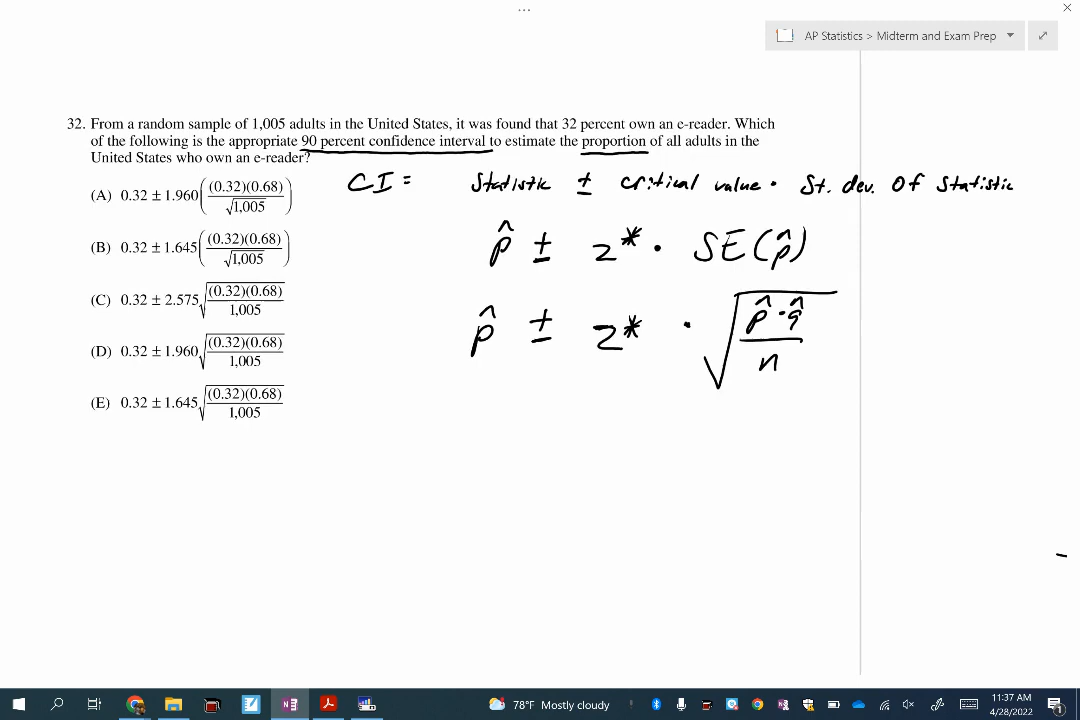 ...
AP Statistics > Midterm and Exam Prep
32. From a random sample of 1,005 adults in the United States, it was found that 32 percent own an e-reader. Which
of the following is the appropriate 90 percent confidence interval to estimate the proportion of all adults in the
United States who own an e-reader?
CI = Statistic ± critical value · St. dev. Of Statistic
(A) 0.32 ± 1.960 ( (0.32)(0.68) / √1,005 )
(B) 0.32 ± 1.645 ( (0.32)(0.68) / √1,005 )
p̂ ± z* · SE(p̂)
(C) 0.32 ± 2.575 √( (0.32)(0.68) / 1,005 )
p̂ ± z* · √( p̂·q̂ / n )
(D) 0.32 ± 1.960 √( (0.32)(0.68) / 1,005 )
(E) 0.32 ± 1.645 √( (0.32)(0.68) / 1,005 )
78°F Mostly cloudy
11:37 AM
4/28/2022
1